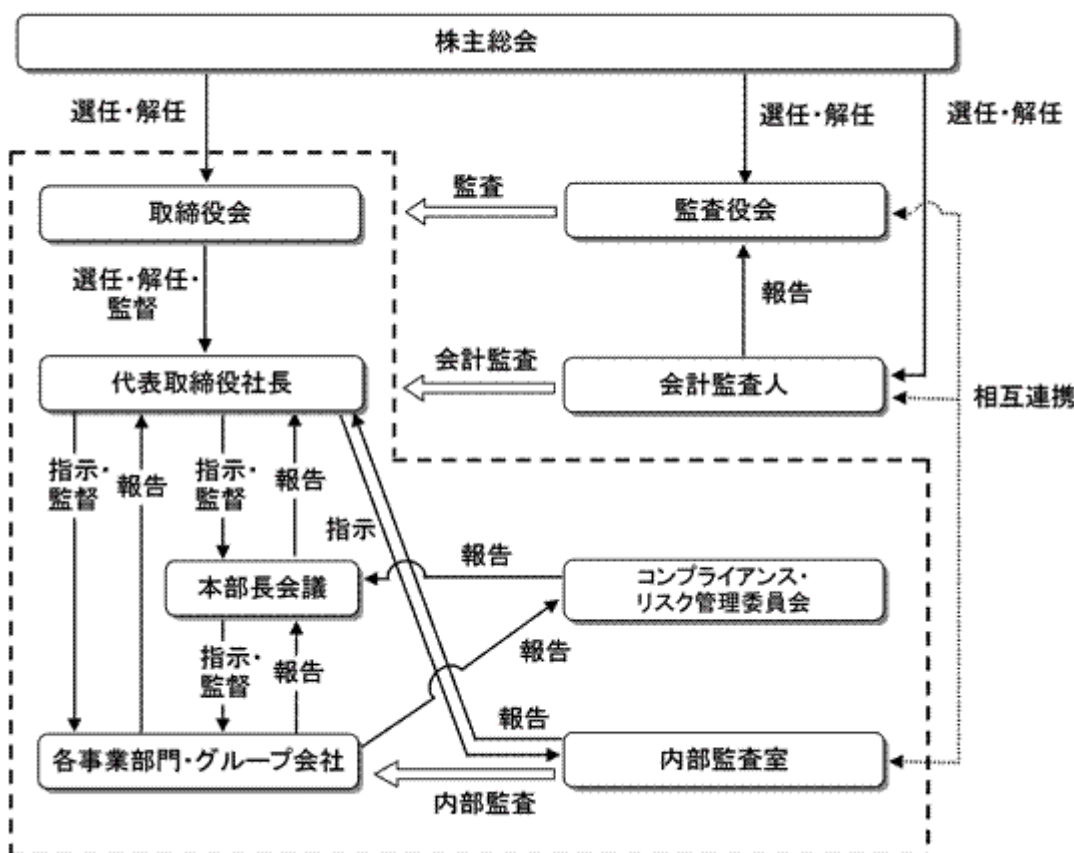 株主総会
選任・解任
選任・解任
選任・解任
取締役会
監査
監査役会
選任・解任・
監督
報告
代表取締役社長
会計監査
会計監査人
相互連携
指示・
監督
報告
指示・
監督
報告
指示
本部長会議
報告
コンプライアンス・
リスク管理委員会
指示・
監督
報告
報告
各事業部門・グループ会社
報告
内部監査室
内部監査